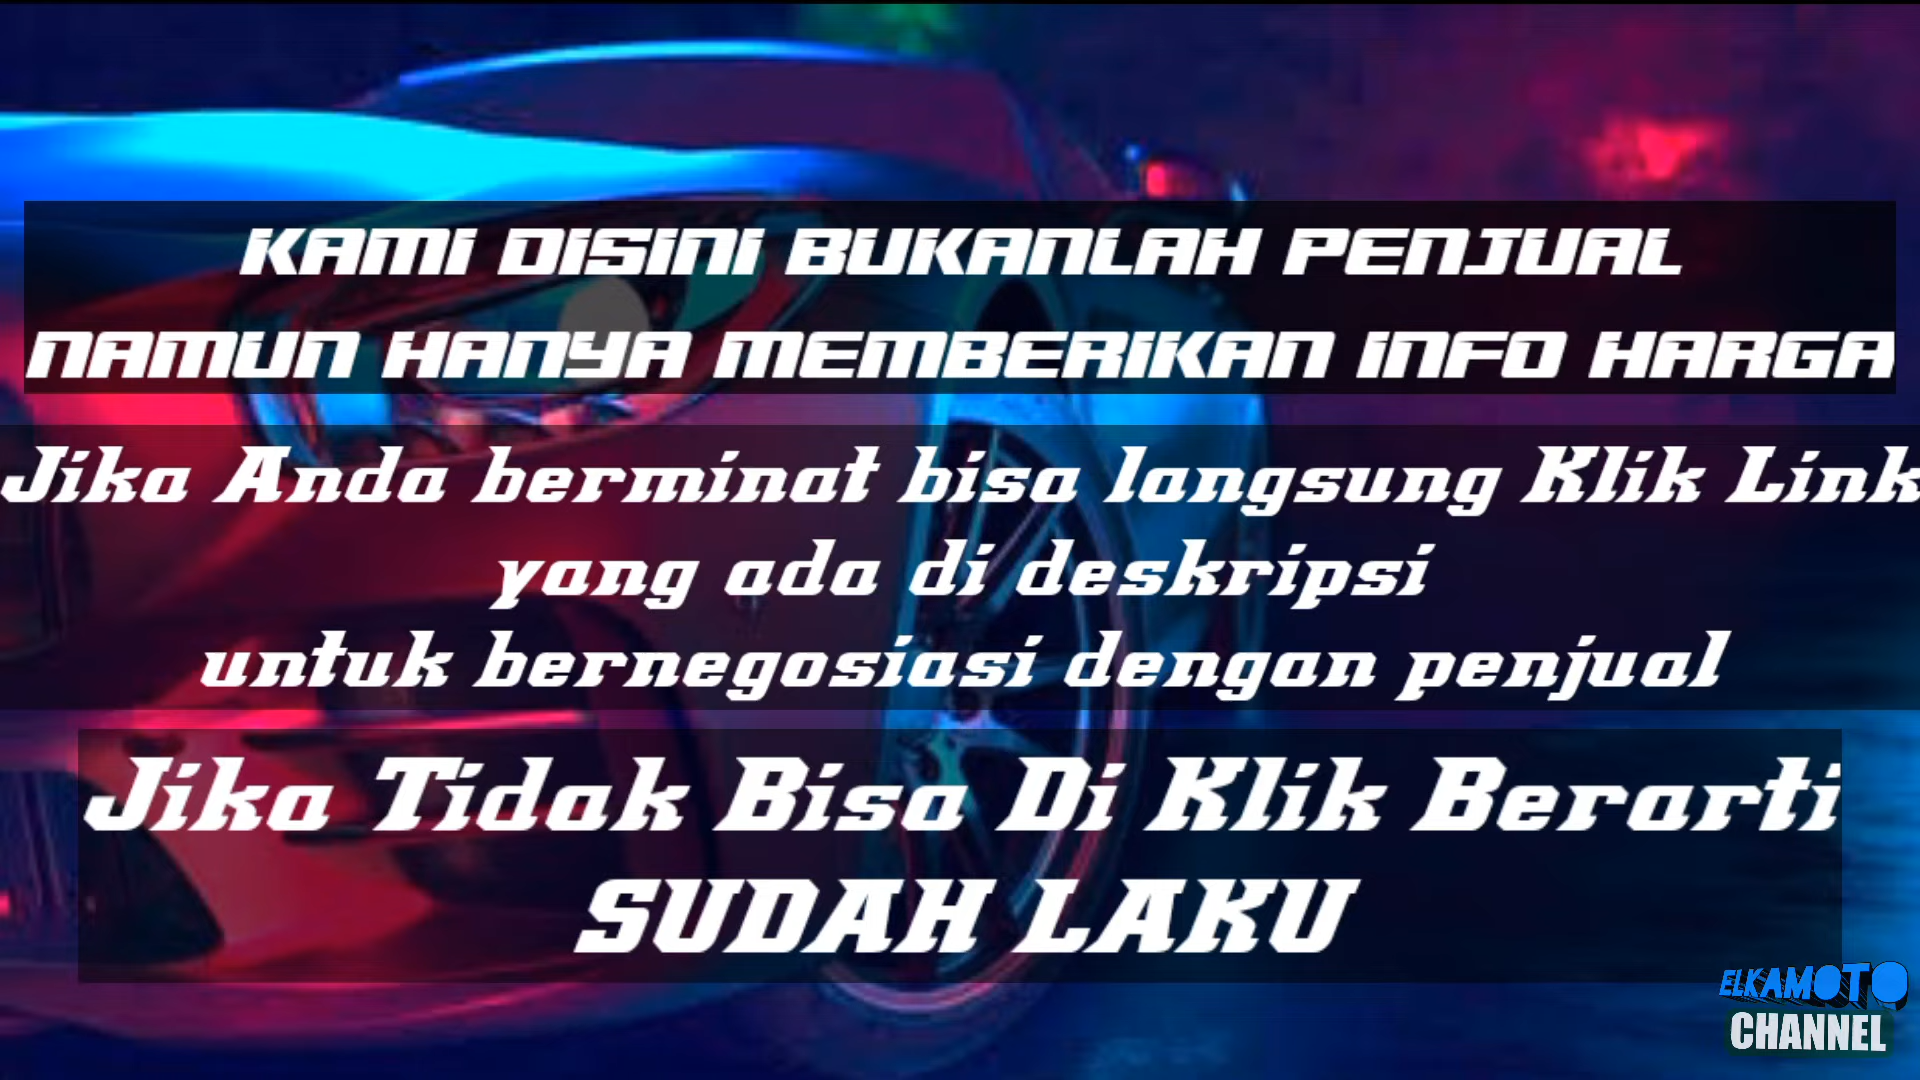 KAMI DISINI BUKANLAH PENJUAL
NAMUN HANYA MEMBERIKAN INFO HARGA
Jika Anda berminat bisa langsung Klik Link
yang ada di deskripsi
untuk bernegosiasi dengan penjual
Jika Tidak Bisa Di Klik Berarti
SUDAH LAKU
ELKAMOTO
CHANNEL